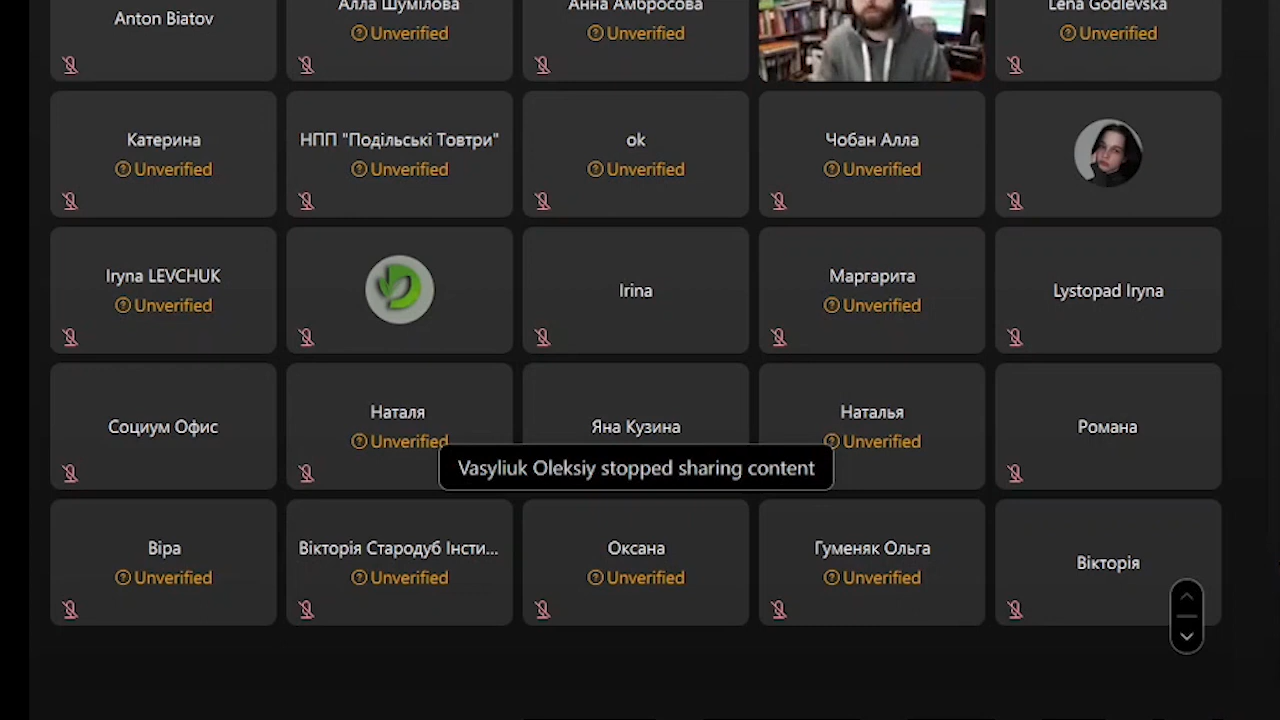 Anton Biatov
Алла Шумілова
Unverified
Анна Амбросова
Unverified
Lena Godlevska
Unverified
Катерина
Unverified
НПП "Подільські Товтри"
Unverified
ok
Unverified
Чобан Алла
Unverified
Iryna LEVCHUK
Unverified
Irina
Маргарита
Unverified
Lystopad Iryna
Социум Офис
Наталя
Unverified
Яна Кузина
Наталья
Unverified
Романа
Vasyliuk Oleksiy stopped sharing content
Віра
Unverified
Вікторія Стародуб Інсти...
Unverified
Оксана
Unverified
Гуменяк Ольга
Unverified
Вікторія